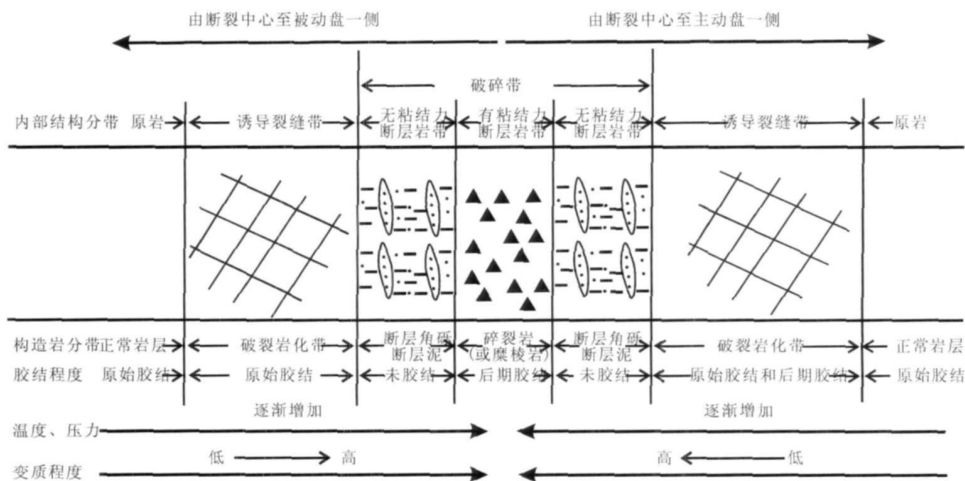 由断裂中心至被动盘一侧 由断裂中心至主动盘一侧
破碎带
内部结构分带 原岩 诱导裂缝带 无粘结力 有粘结力 无粘结力 诱导裂缝带 原岩
断层岩带 断层岩带 断层岩带
构造岩分带 正常岩层 破裂岩化带 断层角砾 碎裂岩 断层角砾 破裂岩化带 正常岩层
断层泥 (或糜棱岩) 断层泥
胶结程度 原始胶结 原始胶结 未胶结 后期胶结 未胶结 原始胶结和后期胶结 原始胶结
逐渐增加 逐渐增加
温度、压力
低 高 高 低
变质程度